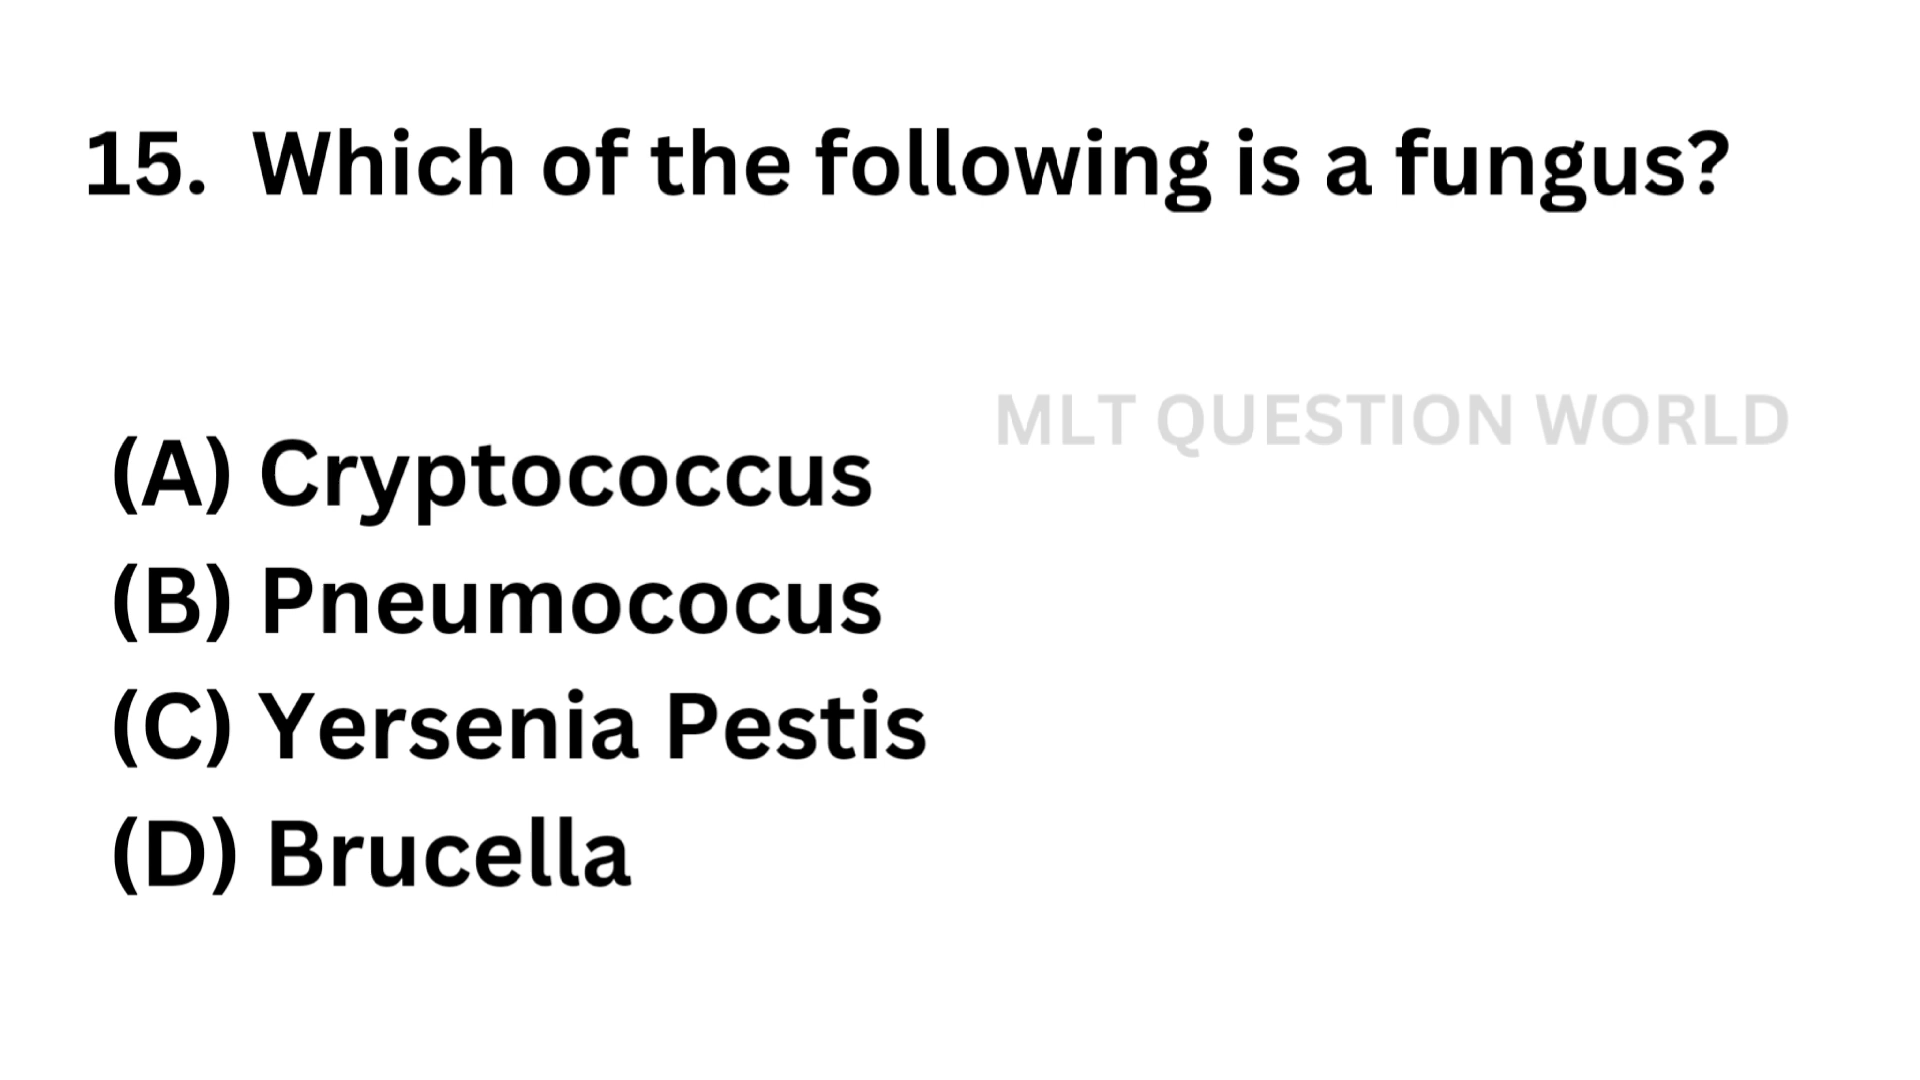 15. Which of the following is a fungus?
MLT QUESTION WORLD
(A) Cryptococcus
(B) Pneumococus
(C) Yersenia Pestis
(D) Brucella